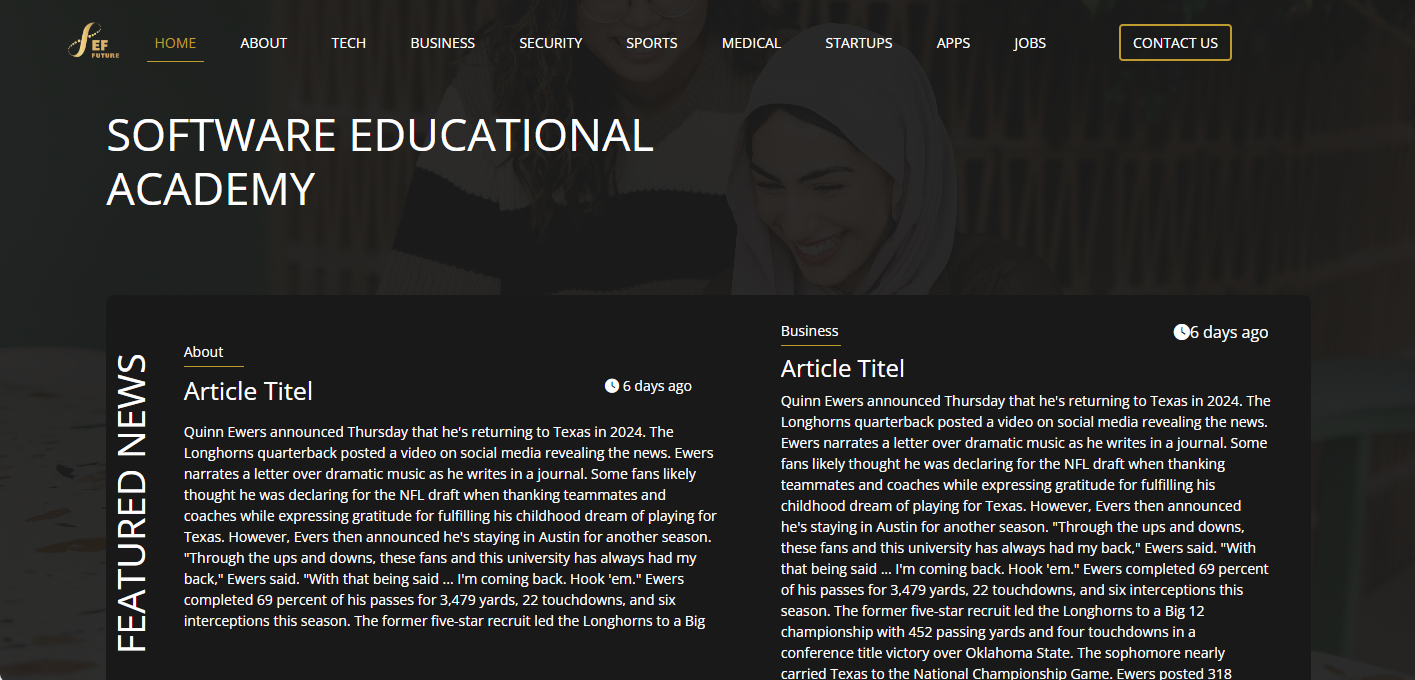 EF
FUTURE
HOME ABOUT TECH BUSINESS SECURITY SPORTS MEDICAL STARTUPS APPS JOBS CONTACT US
SOFTWARE EDUCATIONAL
ACADEMY
FEATURED NEWS
About
Article Titel
6 days ago
Quinn Ewers announced Thursday that he's returning to Texas in 2024. The
Longhorns quarterback posted a video on social media revealing the news. Ewers
narrates a letter over dramatic music as he writes in a journal. Some fans likely
thought he was declaring for the NFL draft when thanking teammates and
coaches while expressing gratitude for fulfilling his childhood dream of playing for
Texas. However, Evers then announced he's staying in Austin for another season.
"Through the ups and downs, these fans and this university has always had my
back," Ewers said. "With that being said ... I'm coming back. Hook 'em." Ewers
completed 69 percent of his passes for 3,479 yards, 22 touchdowns, and six
interceptions this season. The former five-star recruit led the Longhorns to a Big
Business
6 days ago
Article Titel
Quinn Ewers announced Thursday that he's returning to Texas in 2024. The
Longhorns quarterback posted a video on social media revealing the news.
Ewers narrates a letter over dramatic music as he writes in a journal. Some
fans likely thought he was declaring for the NFL draft when thanking
teammates and coaches while expressing gratitude for fulfilling his
childhood dream of playing for Texas. However, Evers then announced
he's staying in Austin for another season. "Through the ups and downs,
these fans and this university has always had my back," Ewers said. "With
that being said ... I'm coming back. Hook 'em." Ewers completed 69 percent
of his passes for 3,479 yards, 22 touchdowns, and six interceptions this
season. The former five-star recruit led the Longhorns to a Big 12
championship with 452 passing yards and four touchdowns in a
conference title victory over Oklahoma State. The sophomore nearly
carried Texas to the National Championship Game. Ewers posted 318